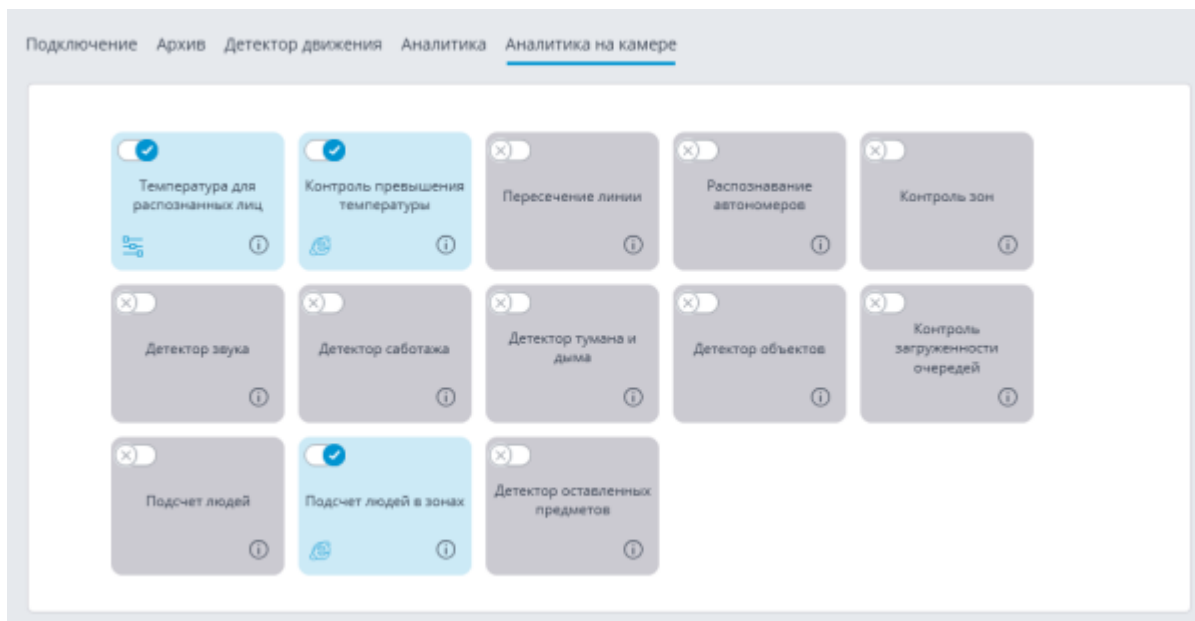 Подключение Архив Детектор движения Аналитика Аналитика на камере
Температура для
распознанных лиц
Контроль превышения
температуры
Пересечение линии
Распознавание
автономеров
Контроль зон
Детектор звука
Детектор саботажа
Детектор тумана и
дыма
Детектор объектов
Контроль
загруженности
очередей
Подсчет людей
Подсчет людей в зонах
Детектор оставленных
предметов